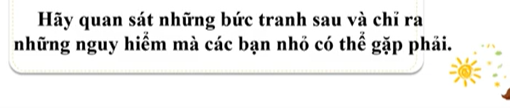 Hãy quan sát những bức tranh sau và chỉ ra
những nguy hiểm mà các bạn nhỏ có thể gặp phải.